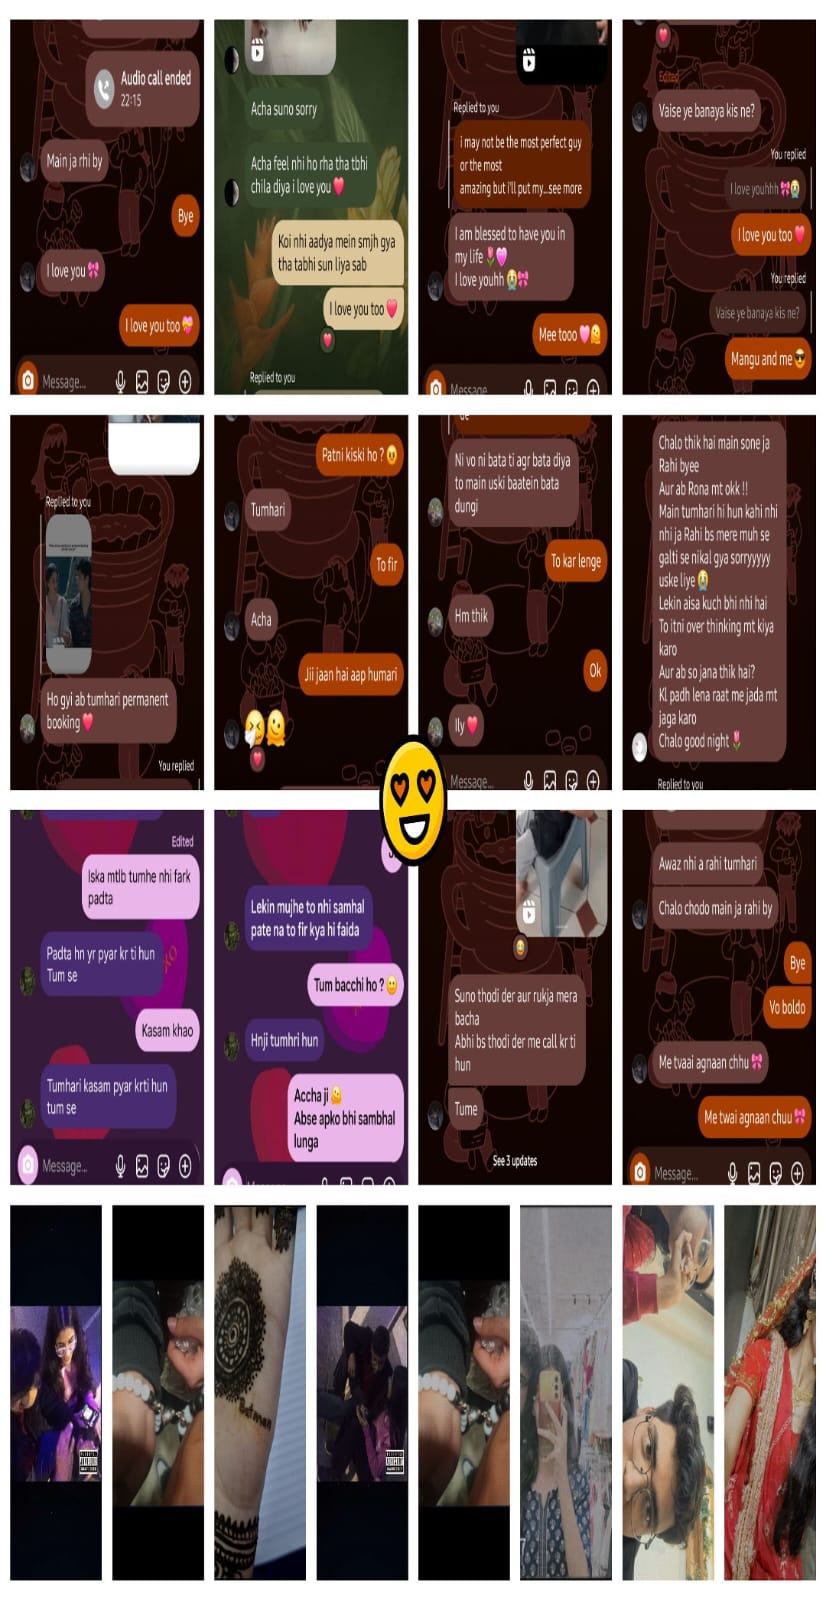 Audio call ended
22:15
Main ja rhi by
Bye
I love you 🎀
I love you too 💝
Message...
Acha suno sorry
Acha feel nhi ho rha tha tbhi
chila diya i love you ❤️
Koi nhi aadya mein smjh gya
tha tabhi sun liya sab
I love you too ❤️
Replied to you
Replied to you
i may not be the most perfect guy
or the most
amazing but i'll put my...see more
I am blessed to have you in
my life 🌷💓
I love youhh 😭🎀
Mee tooo 🩷🫠
Message
Edited
Vaise ye banaya kis ne?
You replied
I love youhhh 🎀😭
I love you too ❤️
You replied
Vaise ye banaya kis ne?
Mangu and me 😎
Replied to you
Ho gyi ab tumhari permanent
booking ❤️
You replied
Patni kiski ho ? 😠
Tumhari
To fir
Acha
Jii jaan hai aap humari
de
Ni vo ni bata ti agr bata diya
to main uski baatein bata
dungi
To kar lenge
Hm thik
Ok
Ily ❤️
Message...
Chalo thik hai main sone ja
Rahi byee
Aur ab Rona mt okk !!
Main tumhari hi hun kahi nhi
nhi ja Rahi bs mere muh se
galti se nikal gya sorryyyyy
uske liye 😭
Lekin aisa kuch bhi nhi hai
To itni over thinking mt kiya
karo
Aur ab so jana thik hai?
Kl padh lena raat me jada mt
jaga karo
Chalo good night 🌷
Replied to you
Edited
Iska mtlb tumhe nhi fark
padta
Padta hn yr pyar kr ti hun
Tum se
Kasam khao
Tumhari kasam pyar krti hun
tum se
Message...
Lekin mujhe to nhi samhal
pate na to fir kya hi faida
Tum bacchi ho ? 🙂
Hnji tumhri hun
Accha ji 🫠
Abse apko bhi sambhal
lunga
Suno thodi der aur rukja mera
bacha
Abhi bs thodi der me call kr ti
hun
Tume
See 3 updates
Awaz nhi a rahi tumhari
Chalo chodo main ja rahi by
Bye
Vo boldo
Me tvaai agnaan chhu 🎀
Me twai agnaan chuu 🎀
Message...
Batman